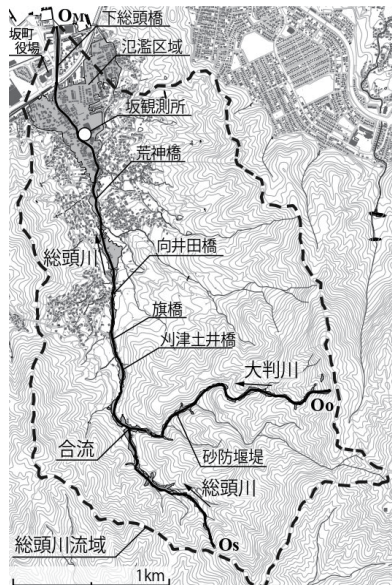 OM
下総頭橋
坂町
役場
氾濫区域
坂観測所
荒神橋
総頭川
向井田橋
旗橋
刈津土井橋
大判川
Oo
合流
砂防堰堤
総頭川
総頭川流域
Os
1km